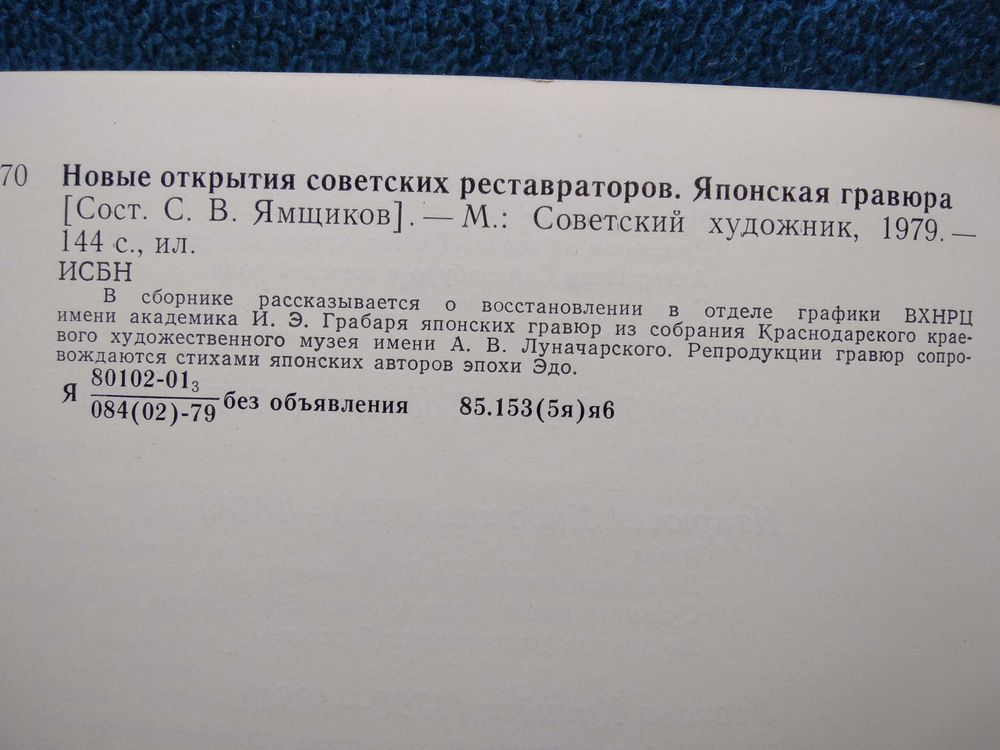 70 Новые открытия советских реставраторов. Японская гравюра
[Сост. С. В. Ямщиков]. — М.: Советский художник, 1979. —
144 с., ил.
ИСБН
В сборнике рассказывается о восстановлении в отделе графики ВХНРЦ
имени академика И. Э. Грабаря японских гравюр из собрания Краснодарского крае-
вого художественного музея имени А. В. Луначарского. Репродукции гравюр сопро-
вождаются стихами японских авторов эпохи Эдо.
Я 80102-013
084(02)-79 без объявления 85.153(5я)я6